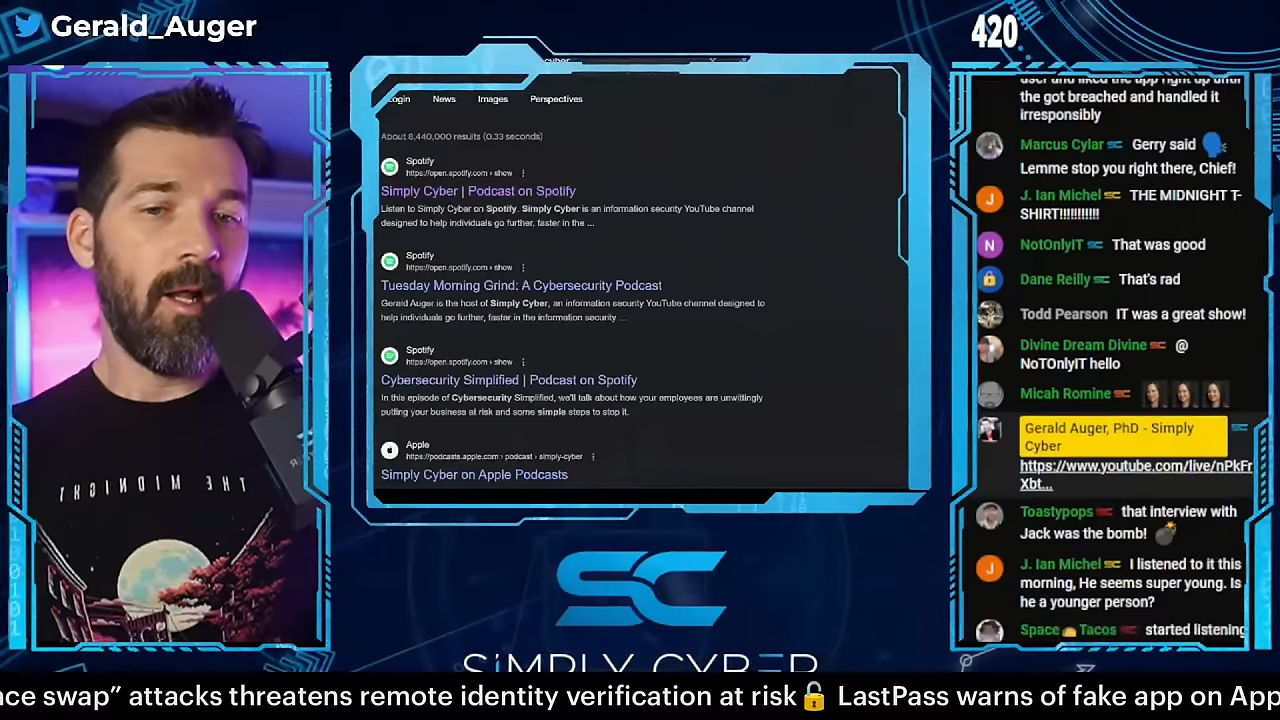 Gerald_Auger
420
cyber
Login News Images Perspectives
About 8,440,000 results (0.33 seconds)
Spotify
https://open.spotify.com › show
Simply Cyber | Podcast on Spotify
Listen to Simply Cyber on Spotify. Simply Cyber is an information security YouTube channel
designed to help individuals go further, faster in the ...
Spotify
https://open.spotify.com › show
Tuesday Morning Grind: A Cybersecurity Podcast
Gerald Auger is the host of Simply Cyber, an information security YouTube channel designed to
help individuals go further, faster in the information security ...
Spotify
https://open.spotify.com › show
Cybersecurity Simplified | Podcast on Spotify
In this episode of Cybersecurity Simplified, we'll talk about how your employees are unwittingly
putting your business at risk and some simple steps to stop it.
Apple
https://podcasts.apple.com › podcast › simply-cyber
Simply Cyber on Apple Podcasts
THE MIDNIGHT
SC
SIMPLY CYBER
user and liked the app right up until
the got breached and handled it
irresponsibly
Marcus Cylar Gerry said
Lemme stop you right there, Chief!
J. Ian Michel THE MIDNIGHT T-
SHIRT!!!!!!!!!!!
NotOnlyIT That was good
Dane Reilly That's rad
Todd Pearson IT was a great show!
Divine Dream Divine @
NoTOnlyIT hello
Micah Romine
Gerald Auger, PhD - Simply
Cyber
https://www.youtube.com/live/nPkFr
Xbt...
Toastypops that interview with
Jack was the bomb!
J. Ian Michel I listened to it this
morning, He seems super young. Is
he a younger person?
Space Tacos started listening
ace swap” attacks threatens remote identity verification at risk LastPass warns of fake app on App